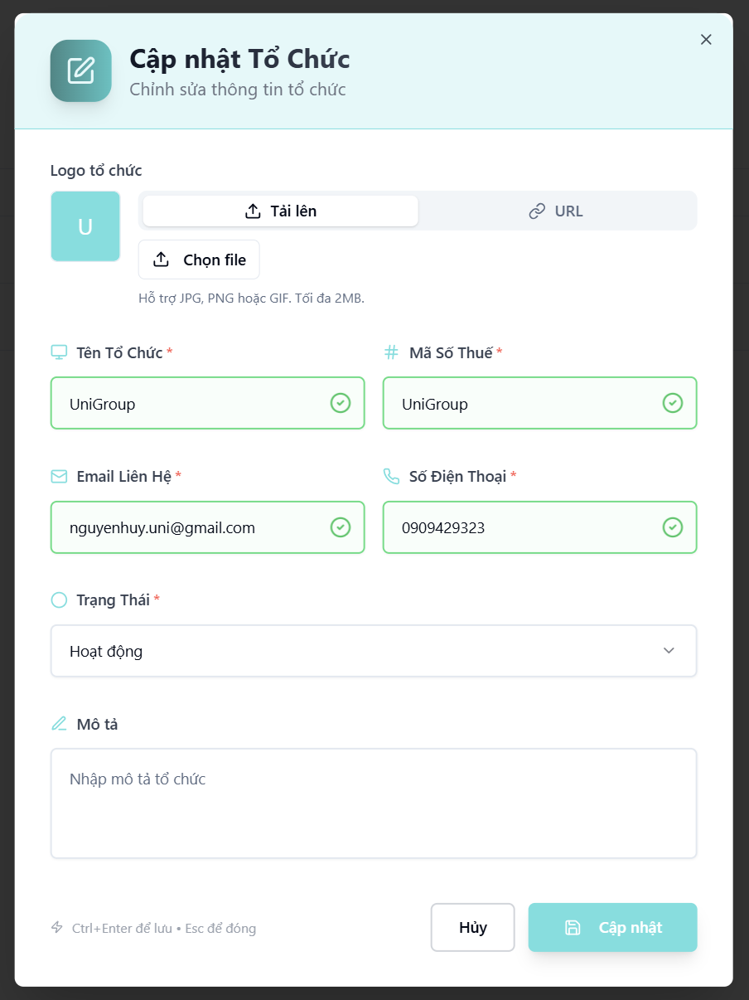 Cập nhật Tổ Chức
Chỉnh sửa thông tin tổ chức
Logo tổ chức
U
Tải lên
URL
Chọn file
Hỗ trợ JPG, PNG hoặc GIF. Tối đa 2MB.
Tên Tổ Chức *
Mã Số Thuế *
UniGroup
UniGroup
Email Liên Hệ *
Số Điện Thoại *
nguyenhuy.uni@gmail.com
0909429323
Trạng Thái *
Hoạt động
Mô tả
Nhập mô tả tổ chức
Ctrl+Enter để lưu • Esc để đóng
Hủy
Cập nhật